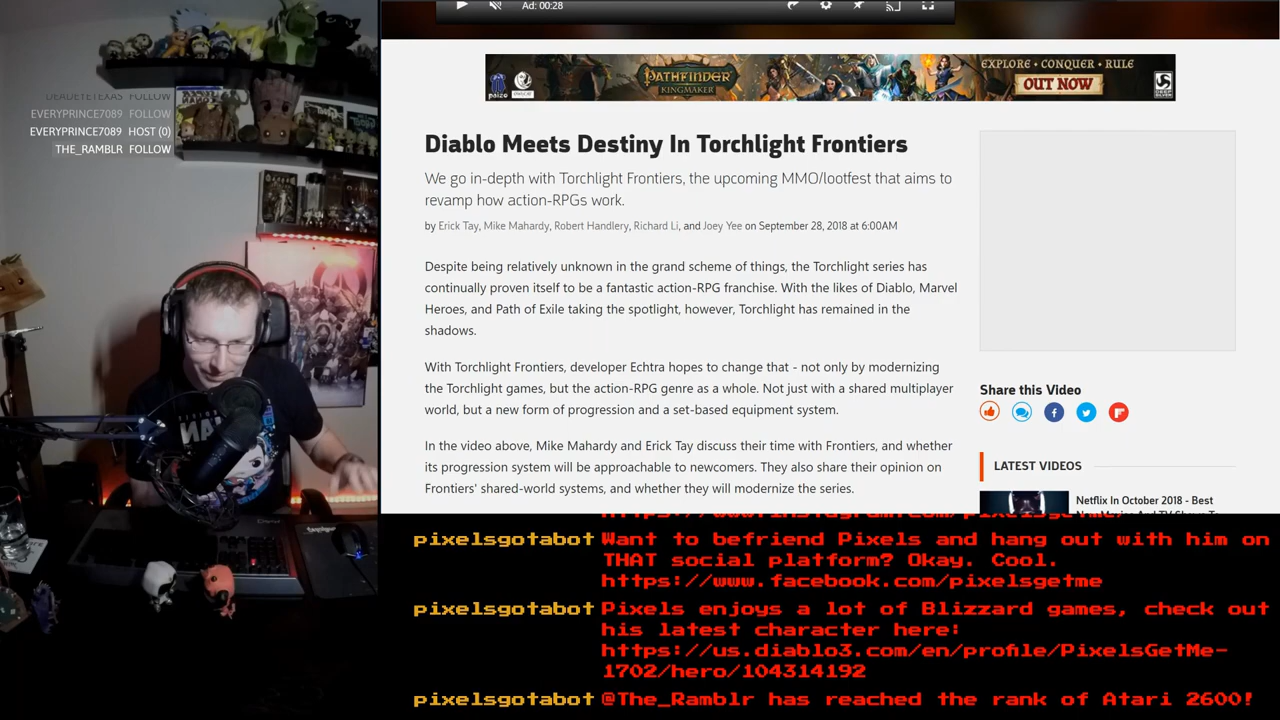 Ad: 00:28
PATHFINDER
KINGMAKER
EXPLORE • CONQUER • RULE
OUT NOW
paizo
DEADEYETEXAS FOLLOW
EVERYPRINCE7089 FOLLOW
EVERYPRINCE7089 HOST (0)
THE_RAMBLR FOLLOW
Diablo Meets Destiny In Torchlight Frontiers
We go in-depth with Torchlight Frontiers, the upcoming MMO/lootfest that aims to
revamp how action-RPGs work.
by Erick Tay, Mike Mahardy, Robert Handlery, Richard Li, and Joey Yee on September 28, 2018 at 6:00AM
Despite being relatively unknown in the grand scheme of things, the Torchlight series has
continually proven itself to be a fantastic action-RPG franchise. With the likes of Diablo, Marvel
Heroes, and Path of Exile taking the spotlight, however, Torchlight has remained in the
shadows.
With Torchlight Frontiers, developer Echtra hopes to change that - not only by modernizing
the Torchlight games, but the action-RPG genre as a whole. Not just with a shared multiplayer
world, but a new form of progression and a set-based equipment system.
In the video above, Mike Mahardy and Erick Tay discuss their time with Frontiers, and whether
its progression system will be approachable to newcomers. They also share their opinion on
Frontiers' shared-world systems, and whether they will modernize the series.
Share this Video
LATEST VIDEOS
Netflix In October 2018 - Best
pixelsgotabot Want to befriend Pixels and hang out with him on
THAT social platform? Okay. Cool.
https://www.facebook.com/pixelsgetme
pixelsgotabot Pixels enjoys a lot of Blizzard games, check out
his latest character here:
https://us.diablo3.com/en/profile/PixelsGetMe-
1702/hero/104314192
pixelsgotabot @The_Ramblr has reached the rank of Atari 2600!